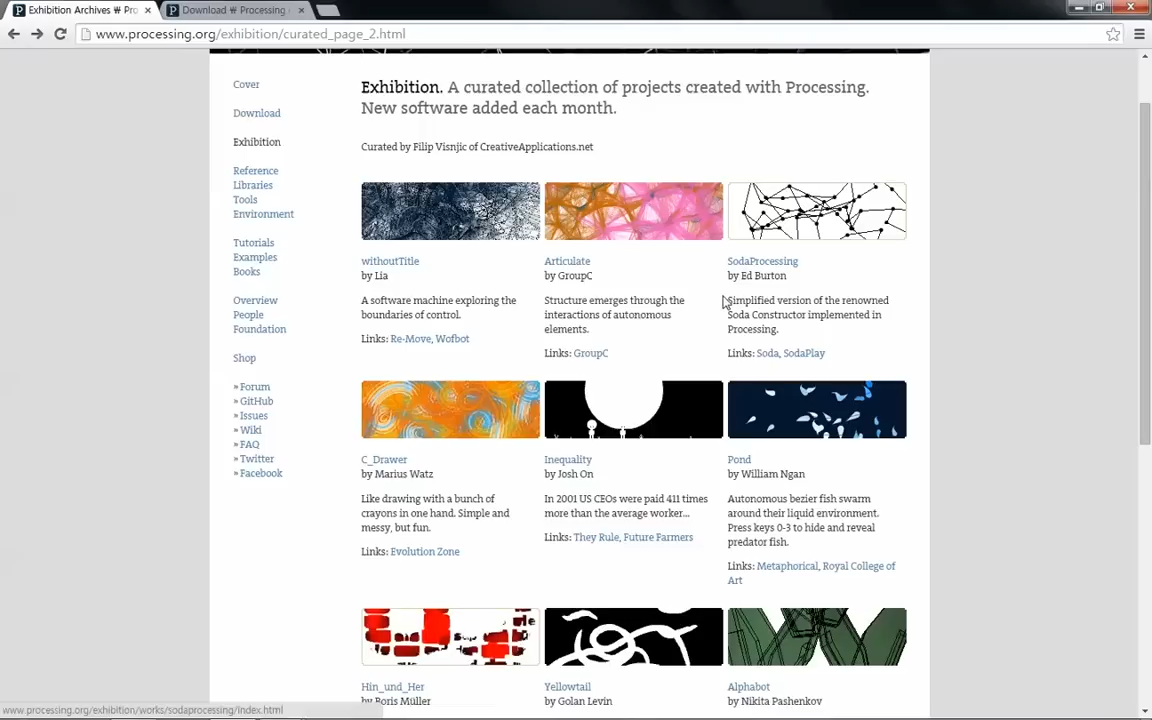 Exhibition Archives ₩ Pro
Download ₩ Processing
www.processing.org/exhibition/curated_page_2.html
Cover
Download
Exhibition
Reference
Libraries
Tools
Environment
Tutorials
Examples
Books
Overview
People
Foundation
Shop
» Forum
» GitHub
» Issues
» Wiki
» FAQ
» Twitter
» Facebook
Exhibition. A curated collection of projects created with Processing.
New software added each month.
Curated by Filip Visnjic of CreativeApplications.net
withoutTitle
by Lia
A software machine exploring the
boundaries of control.
Links: Re-Move, Wofbot
Articulate
by GroupC
Structure emerges through the
interactions of autonomous
elements.
Links: GroupC
SodaProcessing
by Ed Burton
Simplified version of the renowned
Soda Constructor implemented in
Processing.
Links: Soda, SodaPlay
C_Drawer
by Marius Watz
Like drawing with a bunch of
crayons in one hand. Simple and
messy, but fun.
Links: Evolution Zone
Inequality
by Josh On
In 2001 US CEOs were paid 411 times
more than the average worker...
Links: They Rule, Future Farmers
Pond
by William Ngan
Autonomous bezier fish swarm
around their liquid environment.
Press keys 0-3 to hide and reveal
predator fish.
Links: Metaphorical, Royal College of
Art
Hin_und_Her
by Boris Müller
Yellowtail
by Golan Levin
Alphabot
by Nikita Pashenkov
www.processing.org/exhibition/works/sodaprocessing/index.html